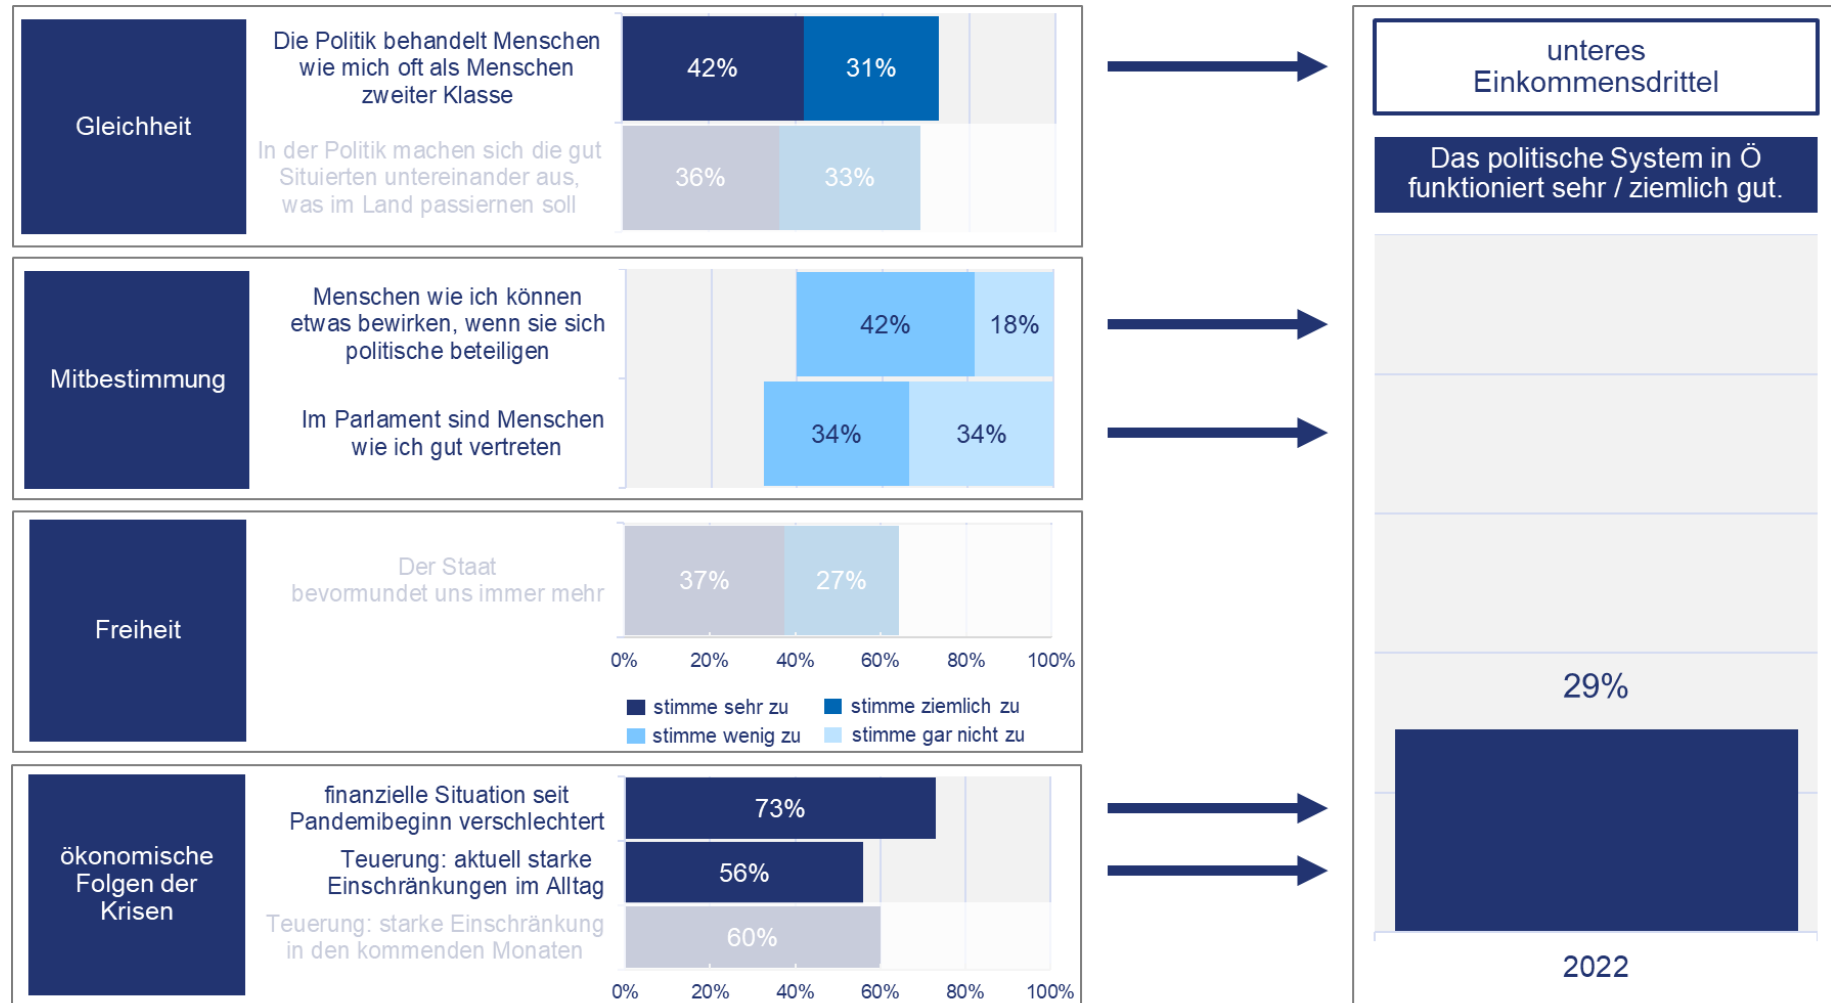 Gleichheit
Die Politik behandelt Menschen
wie mich oft als Menschen
zweiter Klasse
42%
31%
In der Politik machen sich die gut
Situierten untereinander aus,
was im Land passiernen soll
36%
33%
Mitbestimmung
Menschen wie ich können
etwas bewirken, wenn sie sich
politische beteiligen
42%
18%
Im Parlament sind Menschen
wie ich gut vertreten
34%
34%
Freiheit
Der Staat
bevormundet uns immer mehr
37%
27%
0% 20% 40% 60% 80% 100%
stimme sehr zu
stimme ziemlich zu
stimme wenig zu
stimme gar nicht zu
ökonomische
Folgen der
Krisen
finanzielle Situation seit
Pandemibeginn verschlechtert
73%
Teuerung: aktuell starke
Einschränkungen im Alltag
56%
Teuerung: starke Einschränkung
in den kommenden Monaten
60%
0% 20% 40% 60% 80% 100%
unteres
Einkommensdrittel
Das politische System in Ö
funktioniert sehr / ziemlich gut.
29%
2022